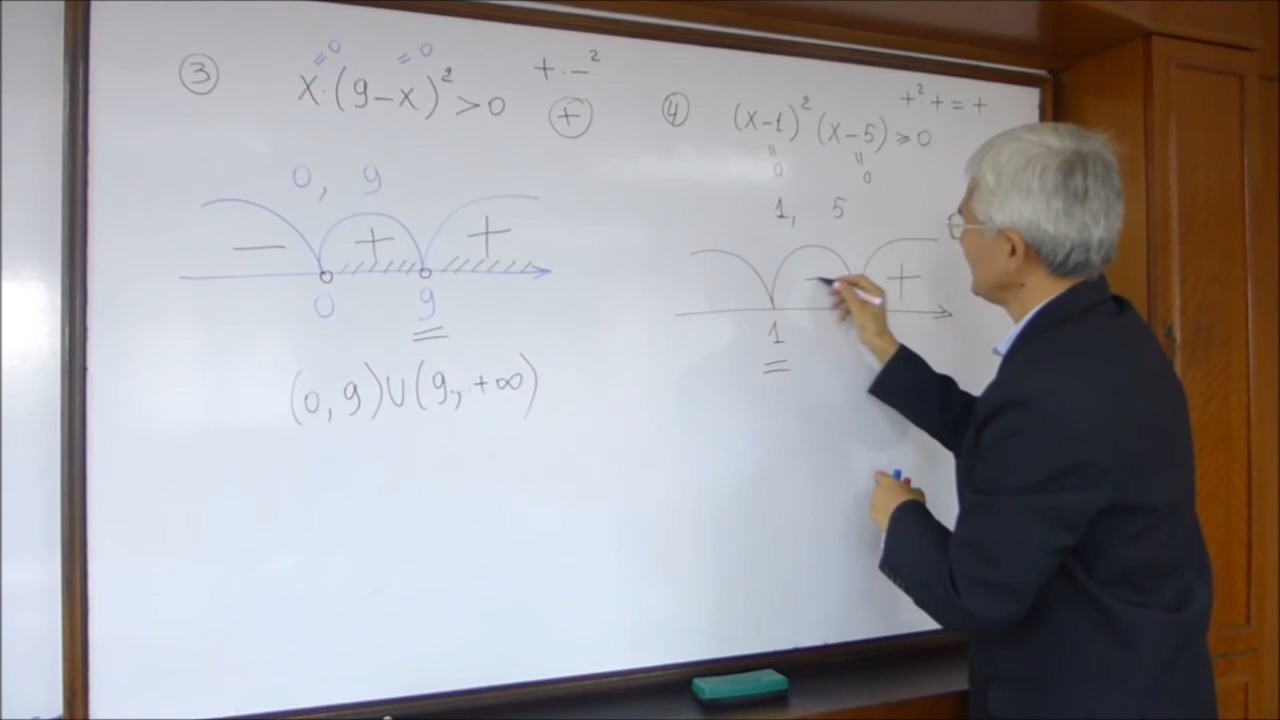 ③ x·(9-x)² > 0 +·-²
=0 =0 ⊕
0, 9
- + +
0 9
(0, 9)∪(9, +∞)
④ (x-1)²(x-5) ⩾ 0 +²·+ = +
=0 =0
1, 5
- +
1